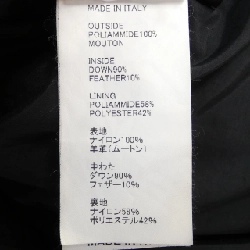 MADE IN ITALY
OUTSIDE
POLIAMMIDE100%
MOUTON
INSIDE
DOWN90%
FEATHER10%
LINING
POLIAMMIDE58%
POLYESTER42%
表地
ナイロン100%
羊革(ムートン)
中わた
ダウン90%
フェザー10%
裏地
ナイロン58%
ポリエステル42%